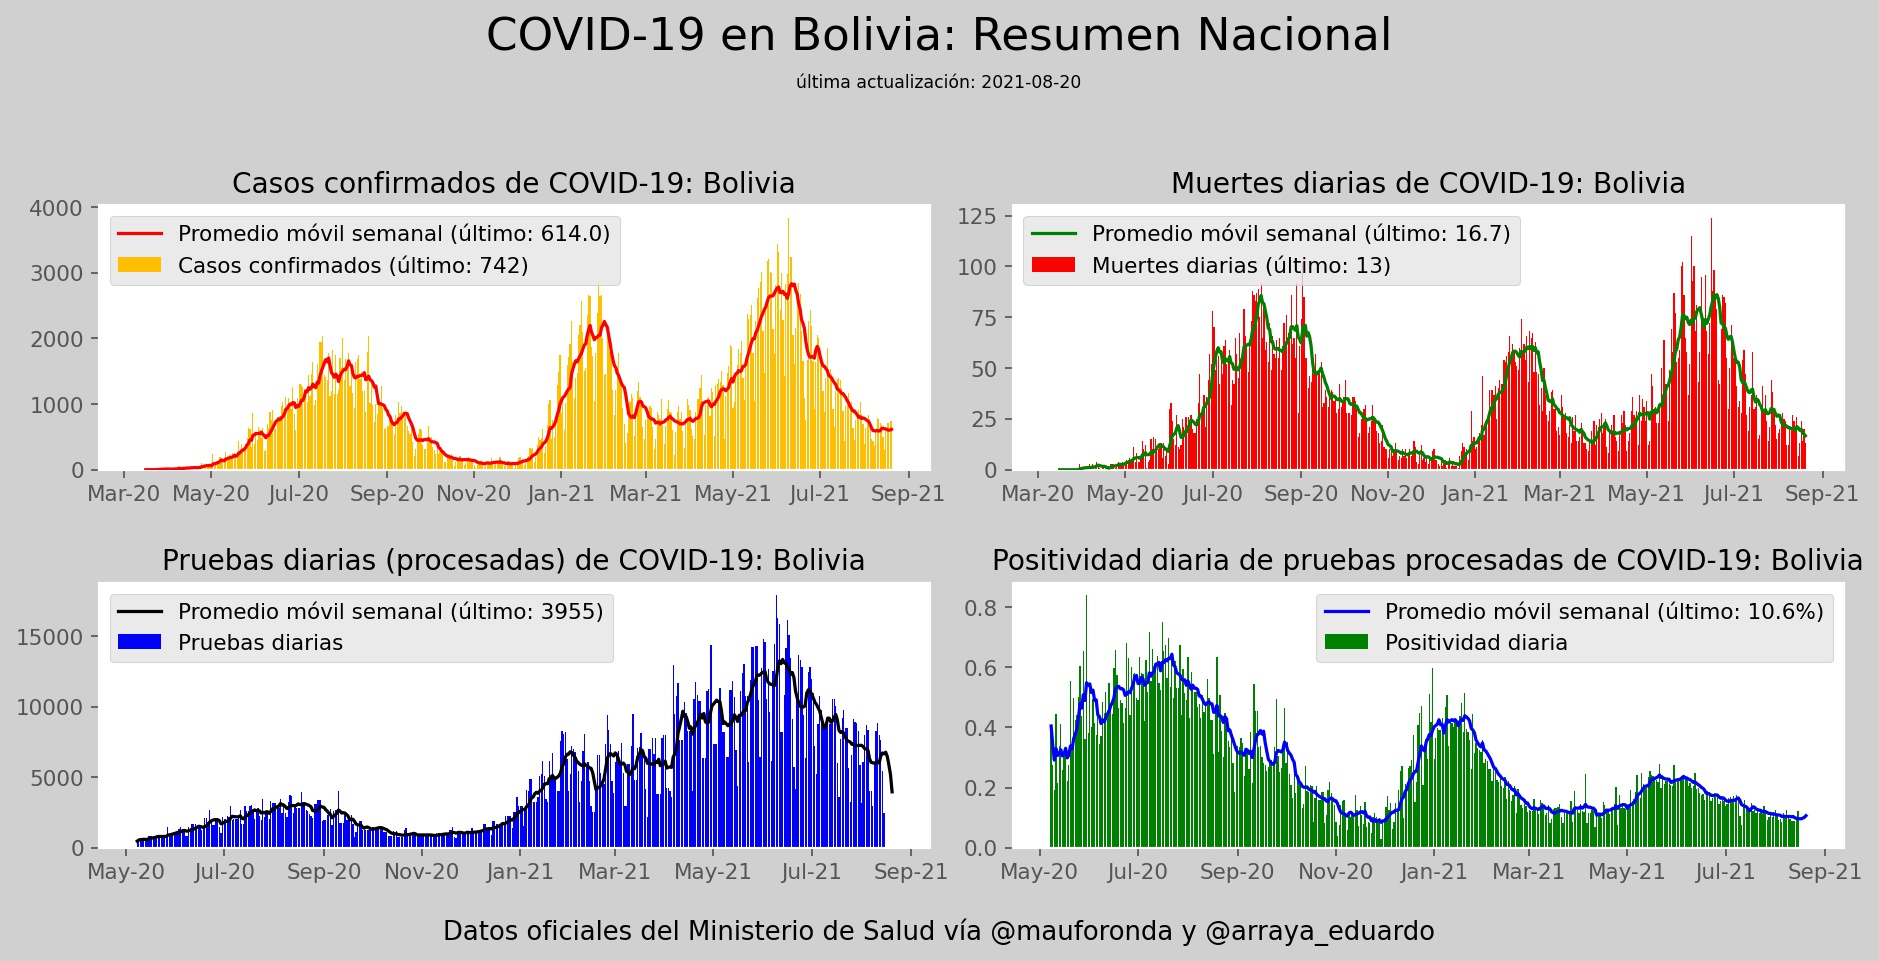 COVID-19 en Bolivia: Resumen Nacional
última actualización: 2021-08-20
Casos confirmados de COVID-19: Bolivia
4000
3000
2000
1000
0
Promedio móvil semanal (último: 614.0)
Casos confirmados (último: 742)
Mar-20 May-20 Jul-20 Sep-20 Nov-20 Jan-21 Mar-21 May-21 Jul-21 Sep-21
Muertes diarias de COVID-19: Bolivia
125
100
75
50
25
0
Promedio móvil semanal (último: 16.7)
Muertes diarias (último: 13)
Mar-20 May-20 Jul-20 Sep-20 Nov-20 Jan-21 Mar-21 May-21 Jul-21 Sep-21
Pruebas diarias (procesadas) de COVID-19: Bolivia
15000
10000
5000
0
Promedio móvil semanal (último: 3955)
Pruebas diarias
May-20 Jul-20 Sep-20 Nov-20 Jan-21 Mar-21 May-21 Jul-21 Sep-21
Positividad diaria de pruebas procesadas de COVID-19: Bolivia
0.8
0.6
0.4
0.2
0.0
Promedio móvil semanal (último: 10.6%)
Positividad diaria
May-20 Jul-20 Sep-20 Nov-20 Jan-21 Mar-21 May-21 Jul-21 Sep-21
Datos oficiales del Ministerio de Salud vía @mauforonda y @arraya_eduardo